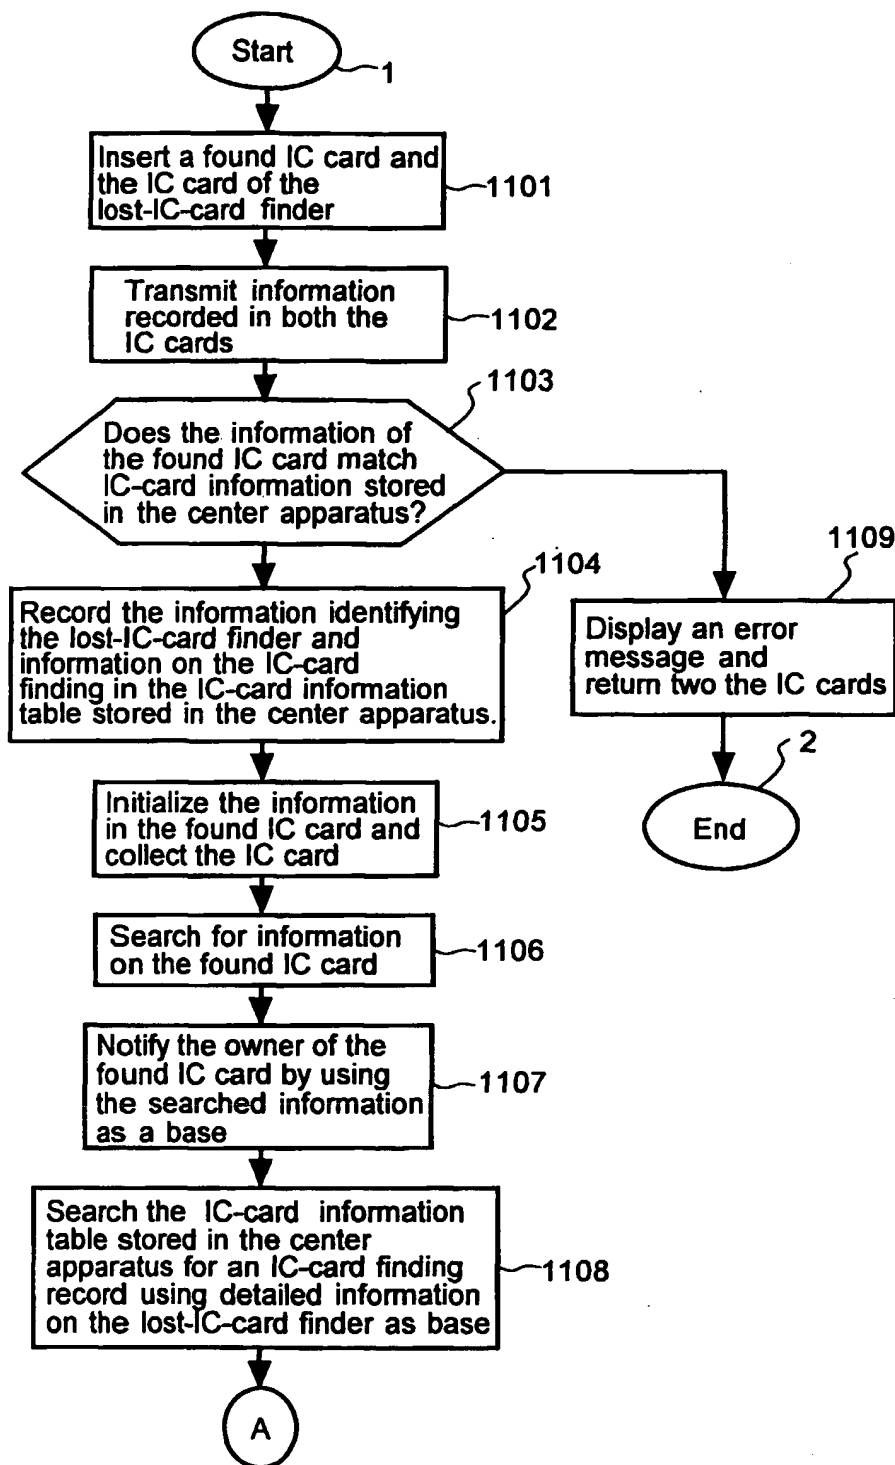 Start
1
Insert a found IC card and
the IC card of the
lost-IC-card finder
1101
Transmit information
recorded in both the
IC cards
1102
1103
Does the information of
the found IC card match
IC-card information stored
in the center apparatus?
1104
Record the information identifying
the lost-IC-card finder and
information on the IC-card
finding in the IC-card information
table stored in the center apparatus.
1109
Display an error
message and
return two the IC cards
2
End
Initialize the information
in the found IC card and
collect the IC card
1105
Search for information
on the found IC card
1106
Notify the owner of the
found IC card by using
the searched information
as a base
1107
Search the IC-card information
table stored in the center
apparatus for an IC-card finding
record using detailed information
on the lost-IC-card finder as base
1108
A